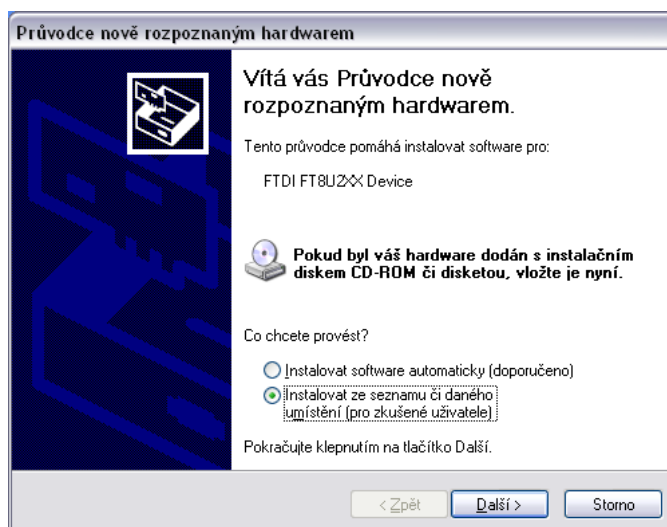 Průvodce nově rozpoznaným hardwarem
Vítá vás Průvodce nově
rozpoznaným hardwarem.
Tento průvodce pomáhá instalovat software pro:
FTDI FT8U2XX Device
Pokud byl váš hardware dodán s instalačním
diskem CD-ROM či disketou, vložte je nyní.
Co chcete provést?
Instalovat software automaticky (doporučeno)
Instalovat ze seznamu či daného
umístění (pro zkušené uživatele)
Pokračujte klepnutím na tlačítko Další.
< Zpět
Další >
Storno